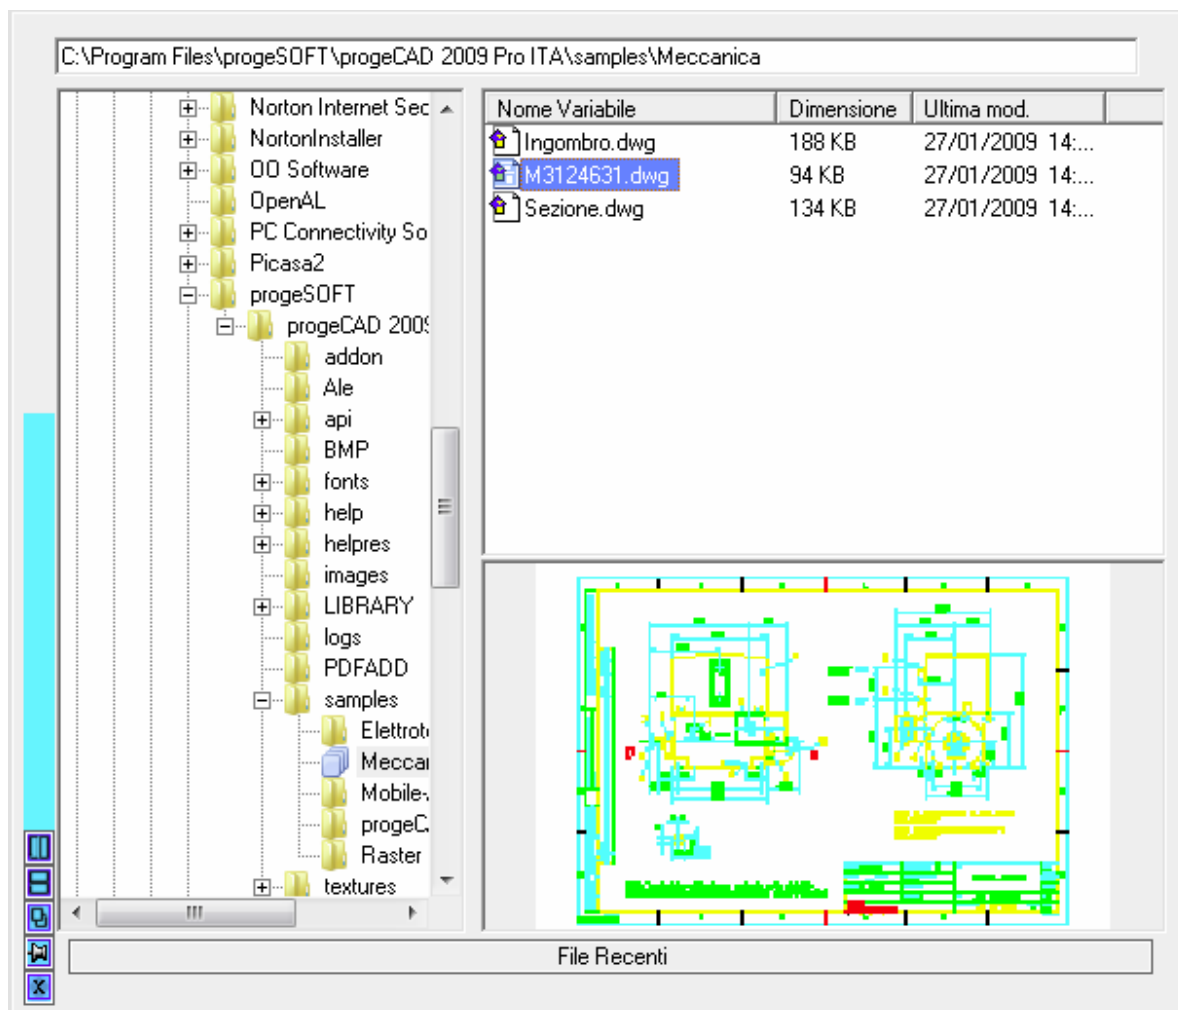 C:\Program Files\progeSOFT\progeCAD 2009 Pro ITA\samples\Meccanica
Norton Internet Sec
NortonInstaller
OO Software
OpenAL
PC Connectivity So
Picasa2
progeSOFT
progeCAD 2009
addon
Ale
api
BMP
fonts
help
helpres
images
LIBRARY
logs
PDFADD
samples
Elettrot
Meccan
Mobile-
progeC
Raster
textures
Nome Variabile Dimensione Ultima mod.
Ingombro.dwg 188 KB 27/01/2009 14:...
M3124631.dwg 94 KB 27/01/2009 14:...
Sezione.dwg 134 KB 27/01/2009 14:...
File Recenti